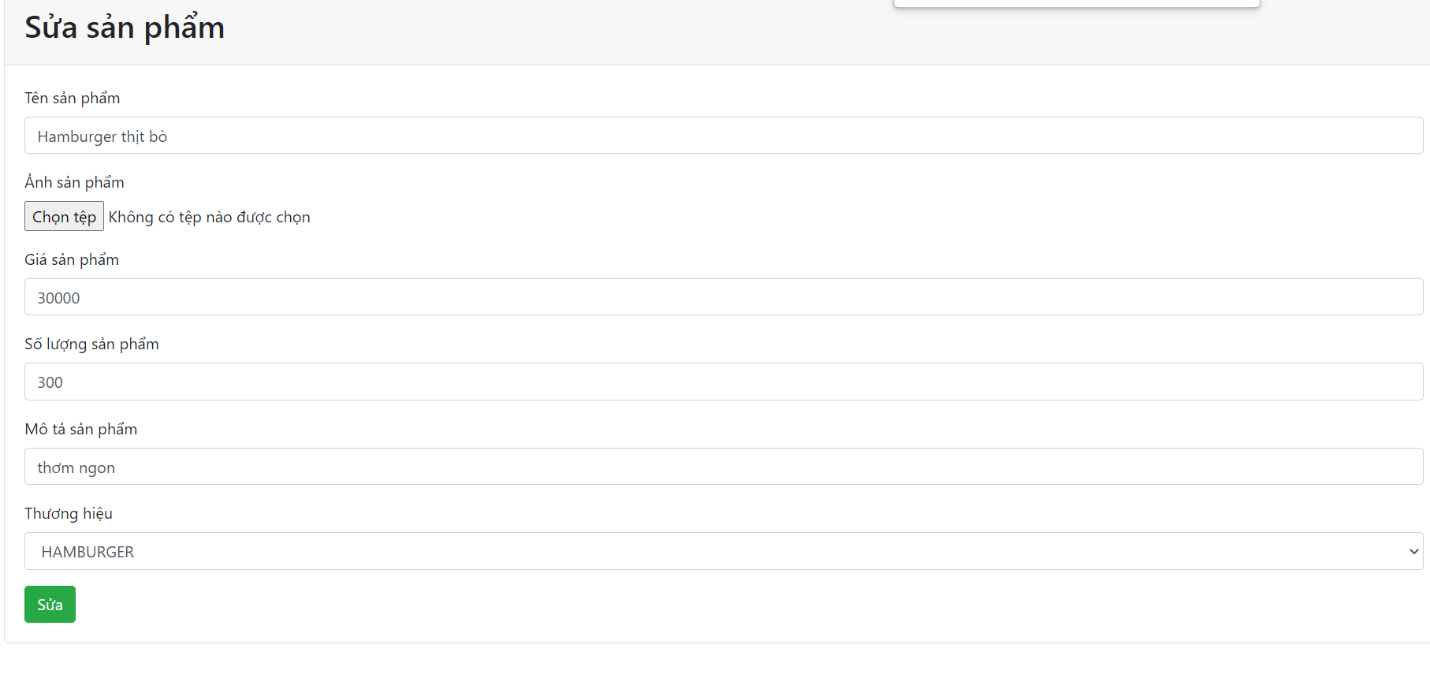 Sửa sản phẩm
Tên sản phẩm
Hamburger thịt bò
Ảnh sản phẩm
Chọn tệp Không có tệp nào được chọn
Giá sản phẩm
30000
Số lượng sản phẩm
300
Mô tả sản phẩm
thơm ngon
Thương hiệu
HAMBURGER
Sửa